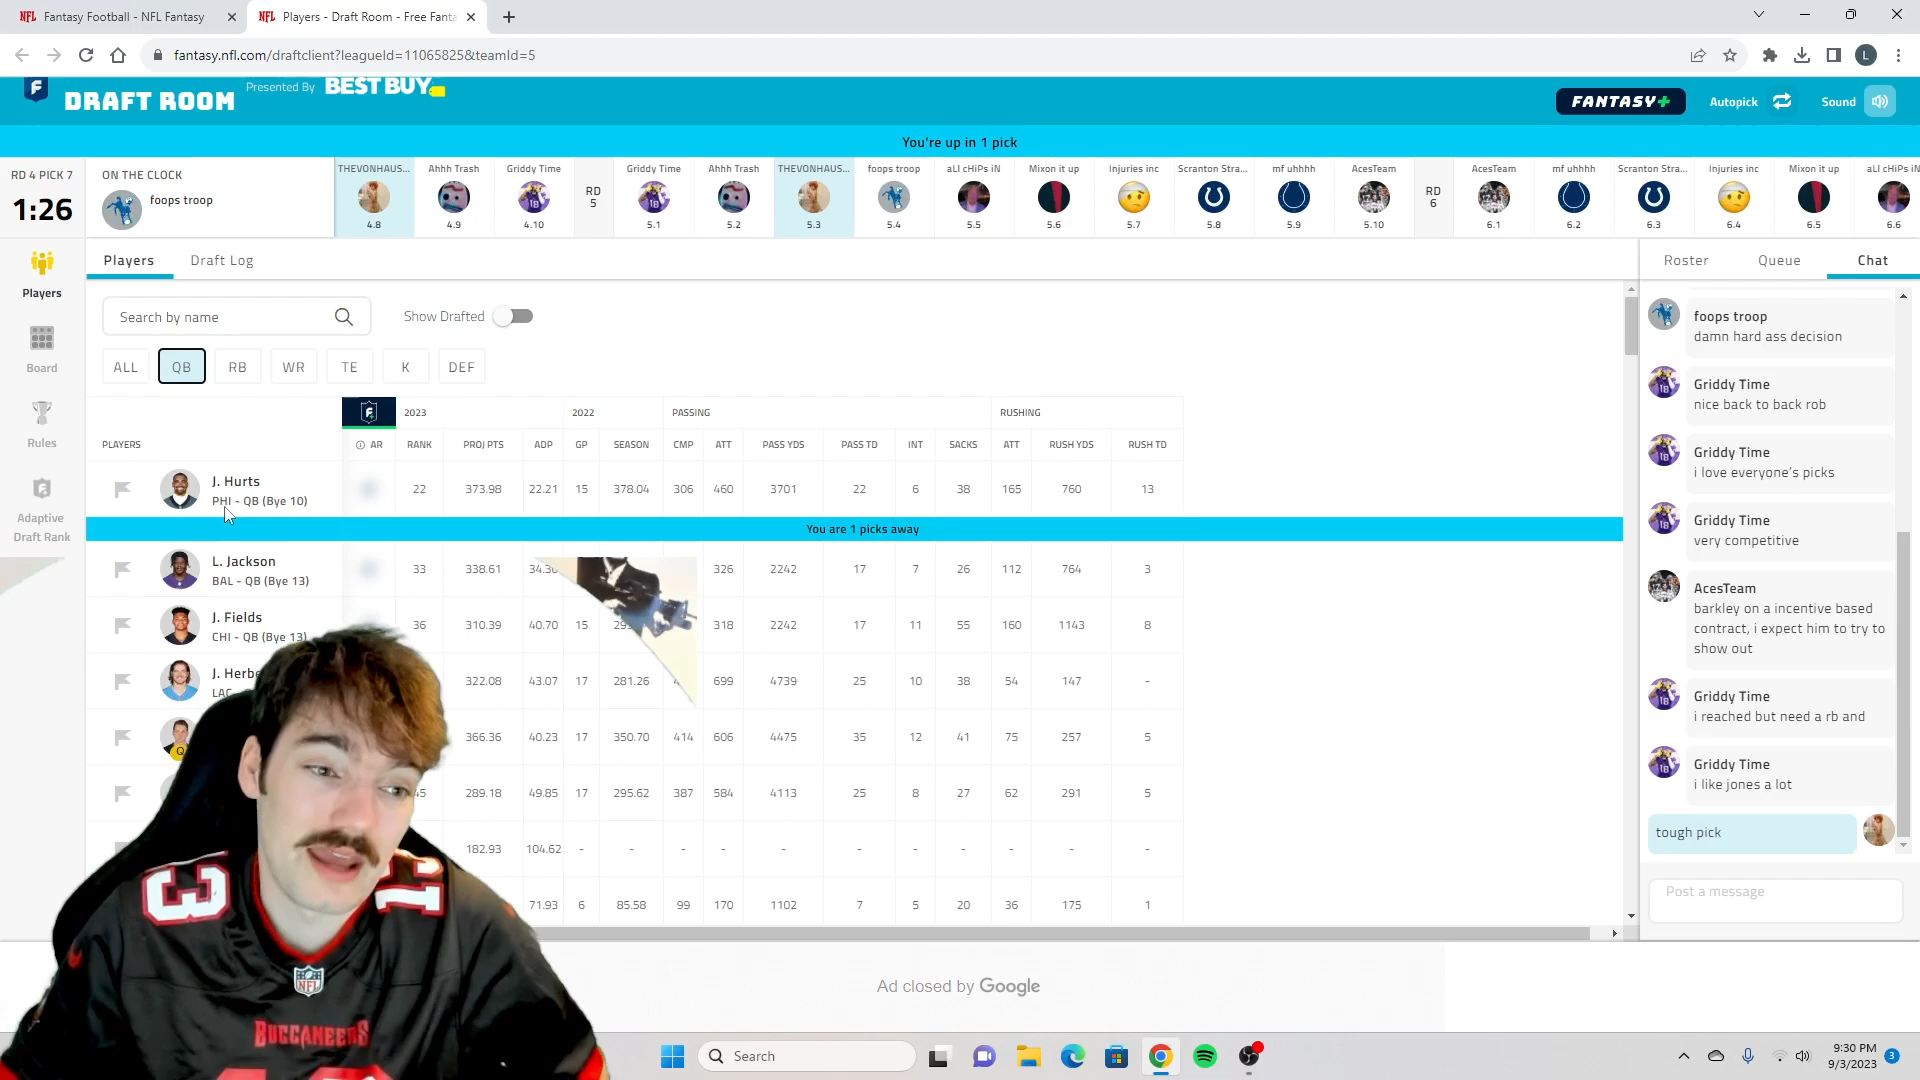 Fantasy Football - NFL Fantasy
Players - Draft Room - Free Fanta
fantasy.nfl.com/draftclient?leagueId=11065825&teamId=5
L
DRAFT ROOM
Presented By
BEST BUY
FANTASY+
Autopick
Sound
You're up in 1 pick
RD 4 PICK 7
1:26
ON THE CLOCK
foops troop
THEVONHAUS...
4.8
Ahhh Trash
4.9
Griddy Time
4.10
RD
5
Griddy Time
5.1
Ahhh Trash
5.2
THEVONHAUS...
5.3
foops troop
5.4
aLl cHiPs iN
5.5
Mixon it up
5.6
Injuries inc
5.7
Scranton Stra...
5.8
mf uhhhh
5.9
AcesTeam
5.10
RD
6
AcesTeam
6.1
mf uhhhh
6.2
Scranton Stra...
6.3
Injuries inc
6.4
Mixon it up
6.5
aLl cHiPs iN
6.6
Players
Board
Rules
Adaptive
Draft Rank
Players Draft Log
Search by name
Show Drafted
ALL QB RB WR TE K DEF
2023 2022 PASSING RUSHING
PLAYERS AR RANK PROJ PTS ADP GP SEASON CMP ATT PASS YDS PASS TD INT SACKS ATT RUSH YDS RUSH TD
J. Hurts
PHI - QB (Bye 10)
22 373.98 22.21 15 378.04 306 460 3701 22 6 38 165 760 13
You are 1 picks away
L. Jackson
BAL - QB (Bye 13)
33 338.61 326 2242 17 7 26 112 764 3
J. Fields
CHI - QB (Bye 13)
36 310.39 40.70 15 318 2242 17 11 55 160 1143 8
J. Herbe
LAC
322.08 43.07 17 281.26 699 4739 25 10 38 54 147 -
Q
366.36 40.23 17 350.70 414 606 4475 35 12 41 75 257 5
289.18 49.85 17 295.62 387 584 4113 25 8 27 62 291 5
182.93 104.62 - - - - - - - - - - -
71.93 6 85.58 99 170 1102 7 5 20 36 175 1
Roster Queue Chat
foops troop
damn hard ass decision
Griddy Time
nice back to back rob
Griddy Time
i love everyone's picks
Griddy Time
very competitive
AcesTeam
barkley on a incentive based
contract, i expect him to try to
show out
Griddy Time
i reached but need a rb and
Griddy Time
i like jones a lot
tough pick
Post a message
Ad closed by Google
NFL
BUCCANEERS
Search
9:30 PM
9/3/2023
3